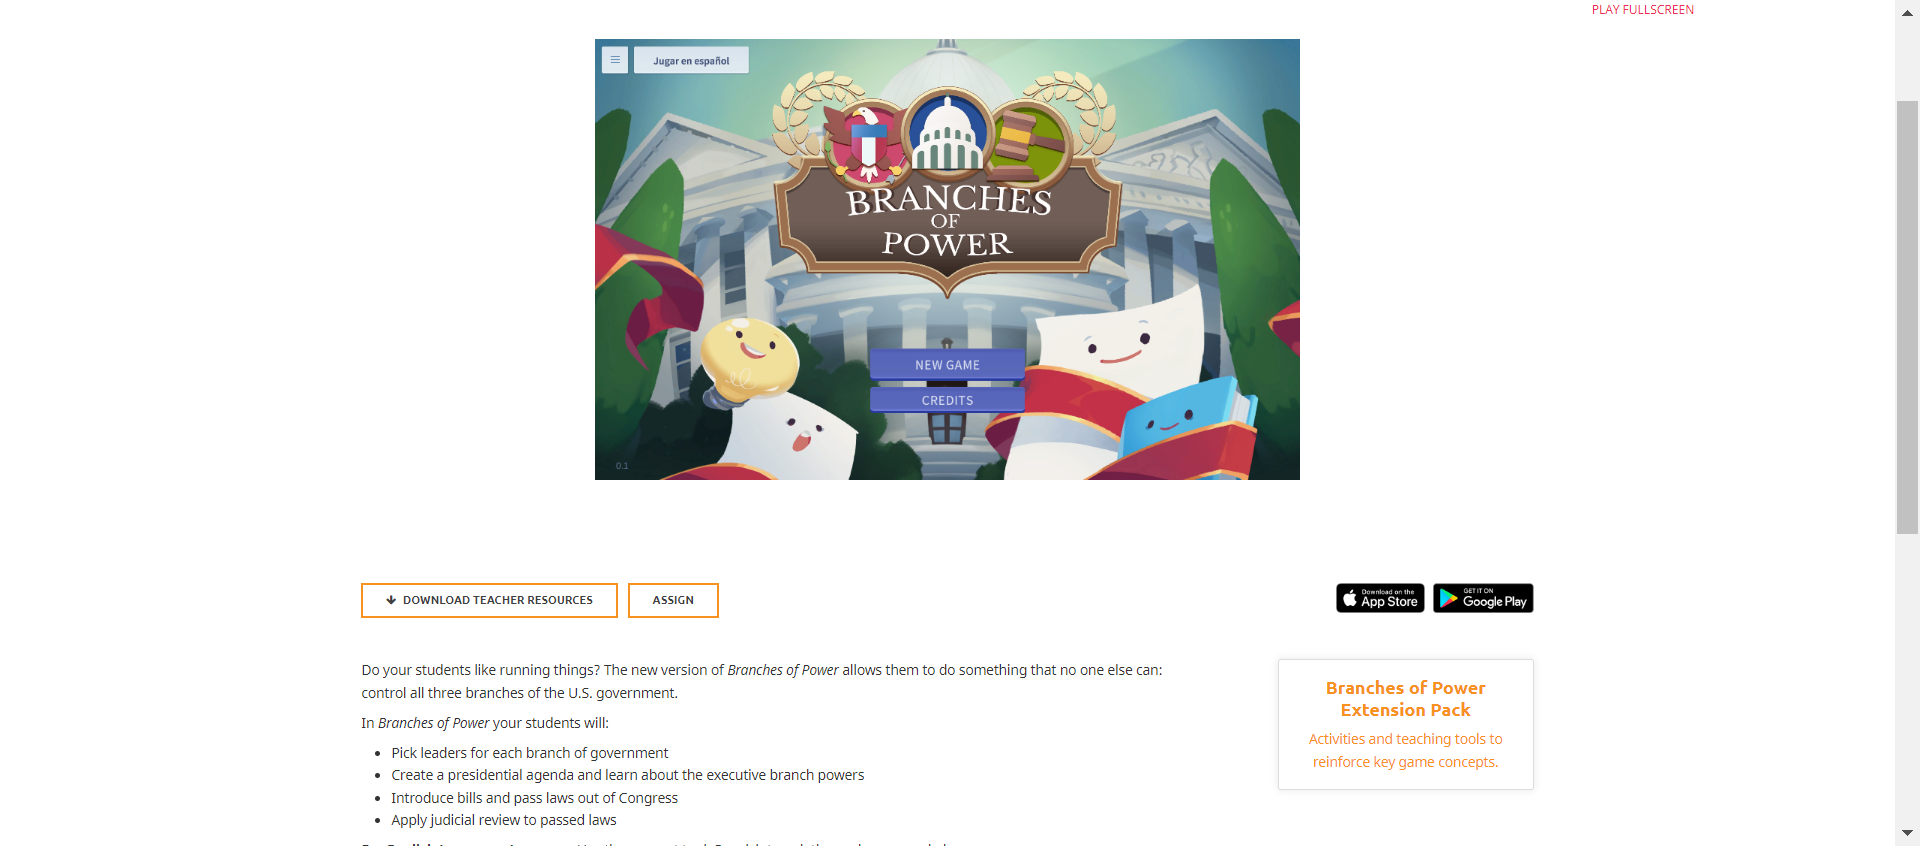 PLAY FULLSCREEN
Jugar en español
BRANCHES
OF
POWER
NEW GAME
CREDITS
0.1
DOWNLOAD TEACHER RESOURCES
ASSIGN
Download on the
App Store
GET IT ON
Google Play
Do your students like running things? The new version of Branches of Power allows them to do something that no one else can:
control all three branches of the U.S. government.
In Branches of Power your students will:
Pick leaders for each branch of government
Create a presidential agenda and learn about the executive branch powers
Introduce bills and pass laws out of Congress
Apply judicial review to passed laws
Branches of Power
Extension Pack
Activities and teaching tools to
reinforce key game concepts.